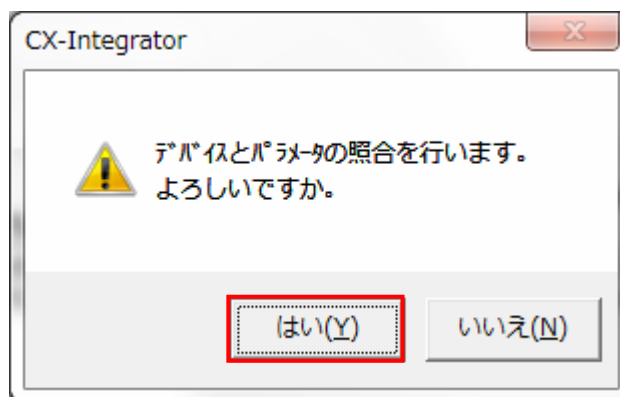 CX-Integrator
ﾃﾞﾊﾞｲｽとﾊﾟﾗﾒｰﾀの照合を行います。
よろしいですか。
はい(Y)
いいえ(N)